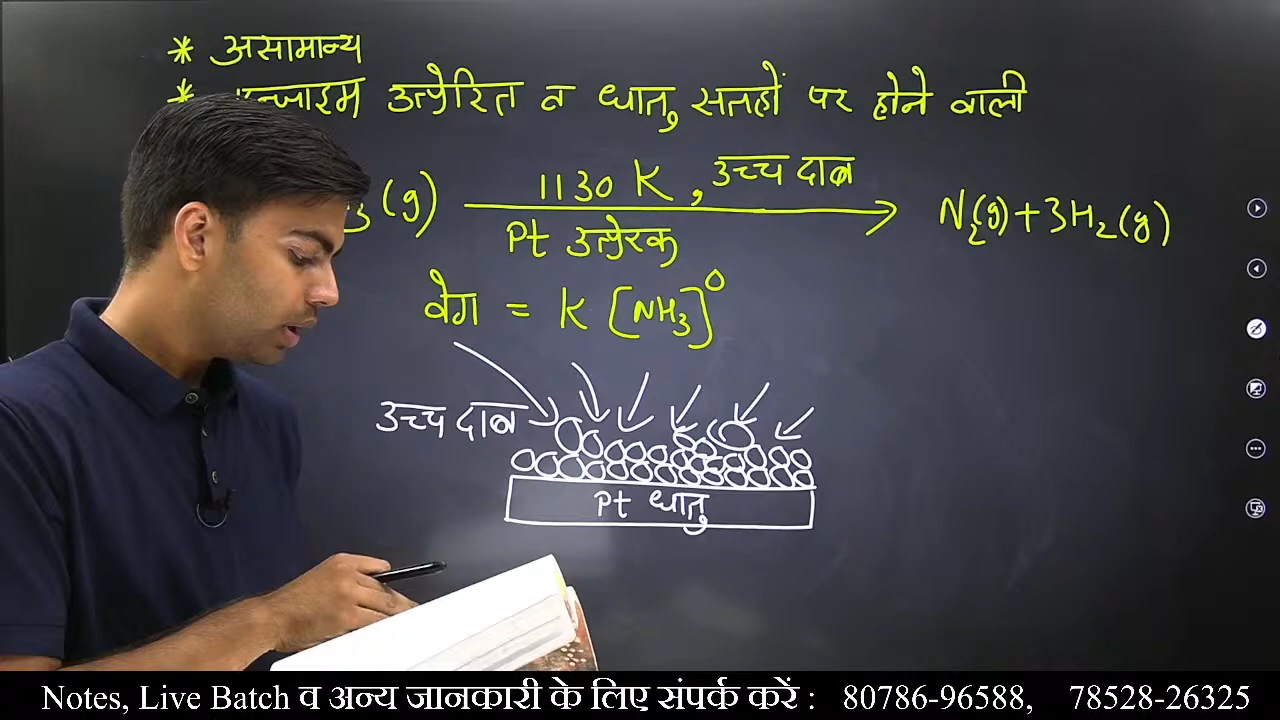 * असामान्य
* उत्प्रेरित व धातु सतहों पर होने वाली
(g) 1130 K, उच्च दाब N₂(g)+3H₂(g)
Pt उत्प्रेरक
वेग = K [NH₃]⁰
उच्च दाब
Pt धातु
Notes, Live Batch व अन्य जानकारी के लिए संपर्क करें : 80786-96588, 78528-26325